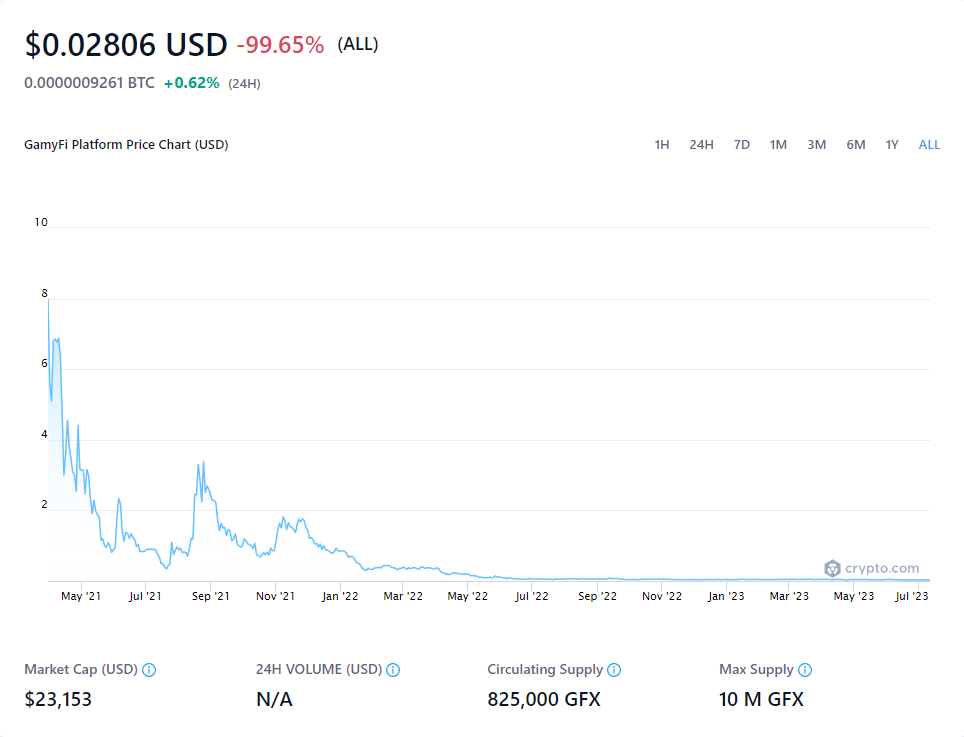 $0.02806 USD -99.65% (ALL)
0.0000009261 BTC +0.62% (24H)
GamyFi Platform Price Chart (USD) 1H 24H 7D 1M 3M 6M 1Y ALL
10
8
6
4
2
crypto.com
May '21 Jul '21 Sep '21 Nov '21 Jan '22 Mar '22 May '22 Jul '22 Sep '22 Nov '22 Jan '23 Mar '23 May '23 Jul '23
Market Cap (USD) 24H VOLUME (USD) Circulating Supply Max Supply
$23,153 N/A 825,000 GFX 10 M GFX